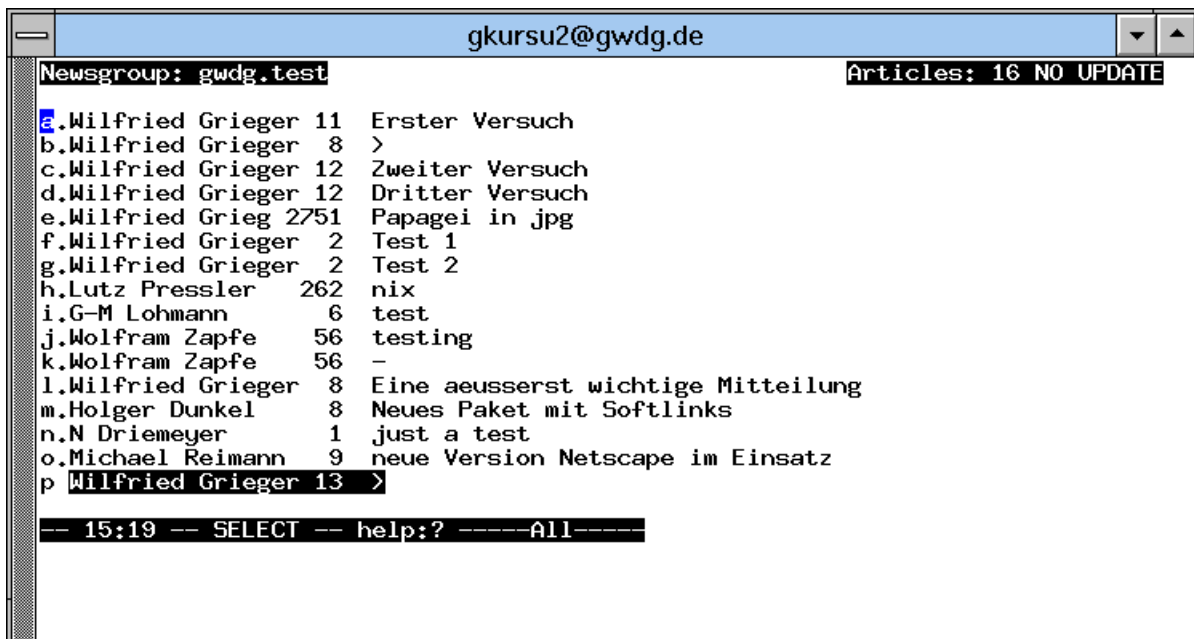 gkursu2@gwdg.de
Newsgroup: gwdg.test Articles: 16 NO UPDATE
a.Wilfried Grieger 11 Erster Versuch
b.Wilfried Grieger 8 >
c.Wilfried Grieger 12 Zweiter Versuch
d.Wilfried Grieger 12 Dritter Versuch
e.Wilfried Grieg 2751 Papagei in jpg
f.Wilfried Grieger 2 Test 1
g.Wilfried Grieger 2 Test 2
h.Lutz Pressler 262 nix
i.G-M Lohmann 6 test
j.Wolfram Zapfe 56 testing
k.Wolfram Zapfe 56 -
l.Wilfried Grieger 8 Eine aeusserst wichtige Mitteilung
m.Holger Dunkel 8 Neues Paket mit Softlinks
n.N Driemeyer 1 just a test
o.Michael Reimann 9 neue Version Netscape im Einsatz
p Wilfried Grieger 13 >
-- 15:19 -- SELECT -- help:? -----All-----